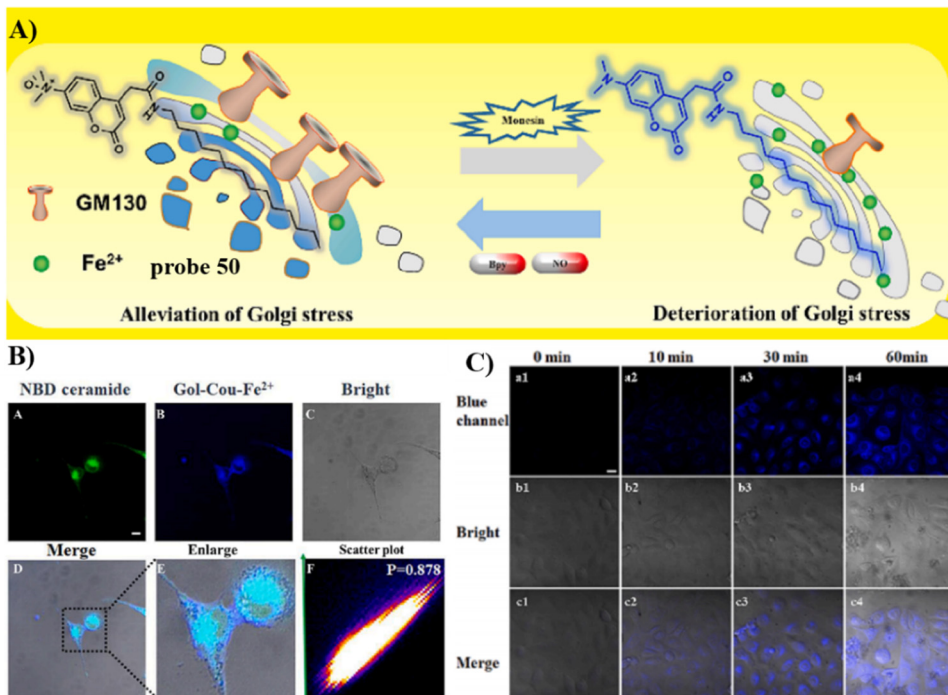 A)
O
N
+
O
N
H
O
O
GM130
Fe²⁺
probe 50
Alleviation of Golgi stress
Monesin
Bpy
NO
N
O
N
H
O
O
Deterioration of Golgi stress
B)
NBD ceramide
Gol-Cou-Fe²⁺
Bright
A
B
C
Merge
Enlarge
Scatter plot
D
E
F
P=0.878
C)
0 min
10 min
30 min
60min
Blue
channel
a1
a2
a3
a4
Bright
b1
b2
b3
b4
Merge
c1
c2
c3
c4